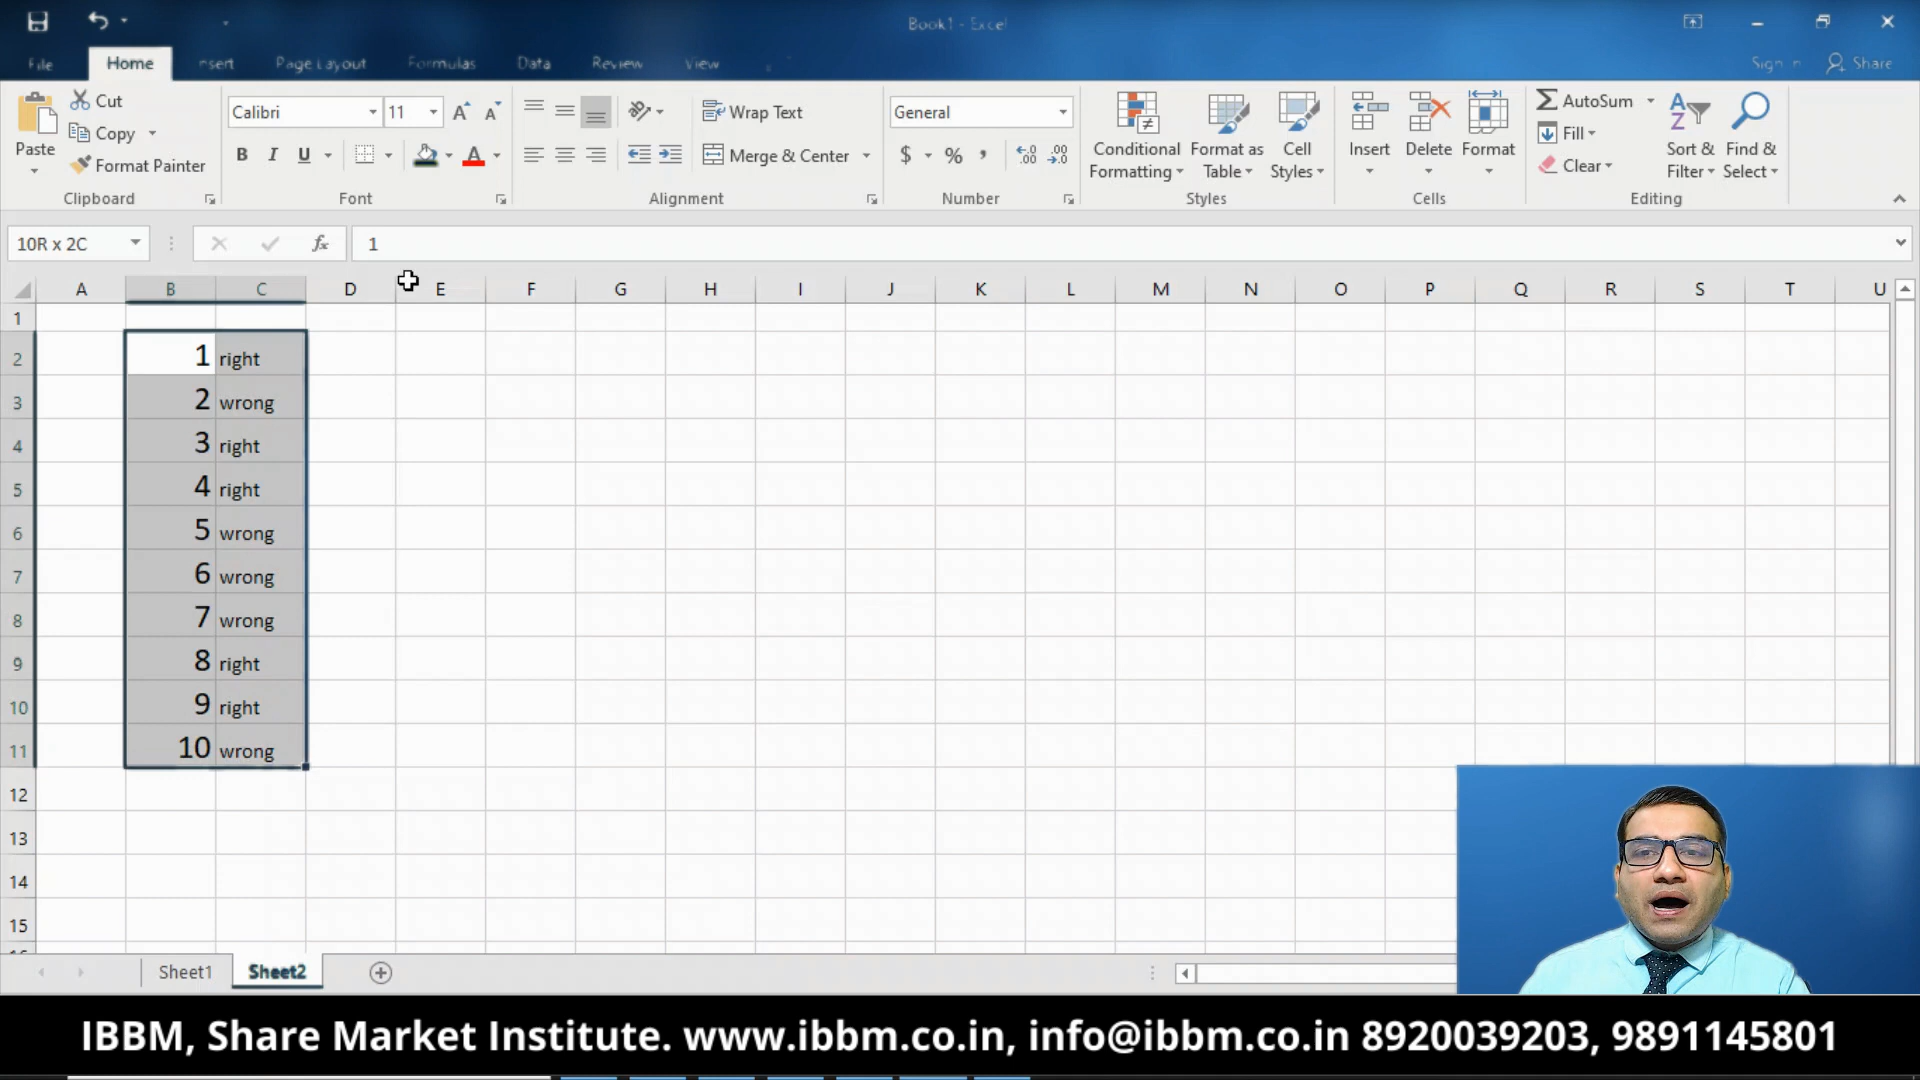 Book1 - Excel
File Home Insert Page Layout Formulas Data Review View
Sign in Share
Paste Cut Copy Format Painter Clipboard
Calibri 11 B I U Font
Wrap Text Merge & Center Alignment
General $ % , Number
Conditional Formatting Format as Table Cell Styles Styles
Insert Delete Format Cells
AutoSum Fill Clear Sort & Filter Find & Select Editing
10R x 2C fx 1
A B C D E F G H I J K L M N O P Q R S T U
1
2 1 right
3 2 wrong
4 3 right
5 4 right
6 5 wrong
7 6 wrong
8 7 wrong
9 8 right
10 9 right
11 10 wrong
12
13
14
15
Sheet1 Sheet2
IBBM, Share Market Institute. www.ibbm.co.in, info@ibbm.co.in 8920039203, 9891145801